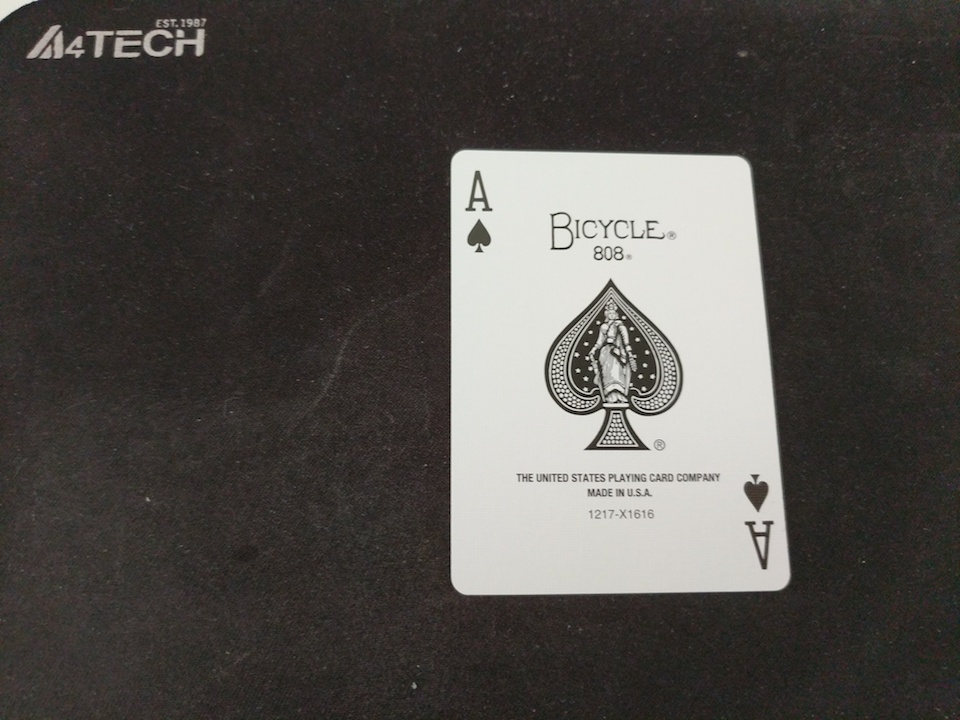 EST. 1987
A4TECH
A
BICYCLE®
808®
®
THE UNITED STATES PLAYING CARD COMPANY
MADE IN U.S.A.
1217-X1616
A